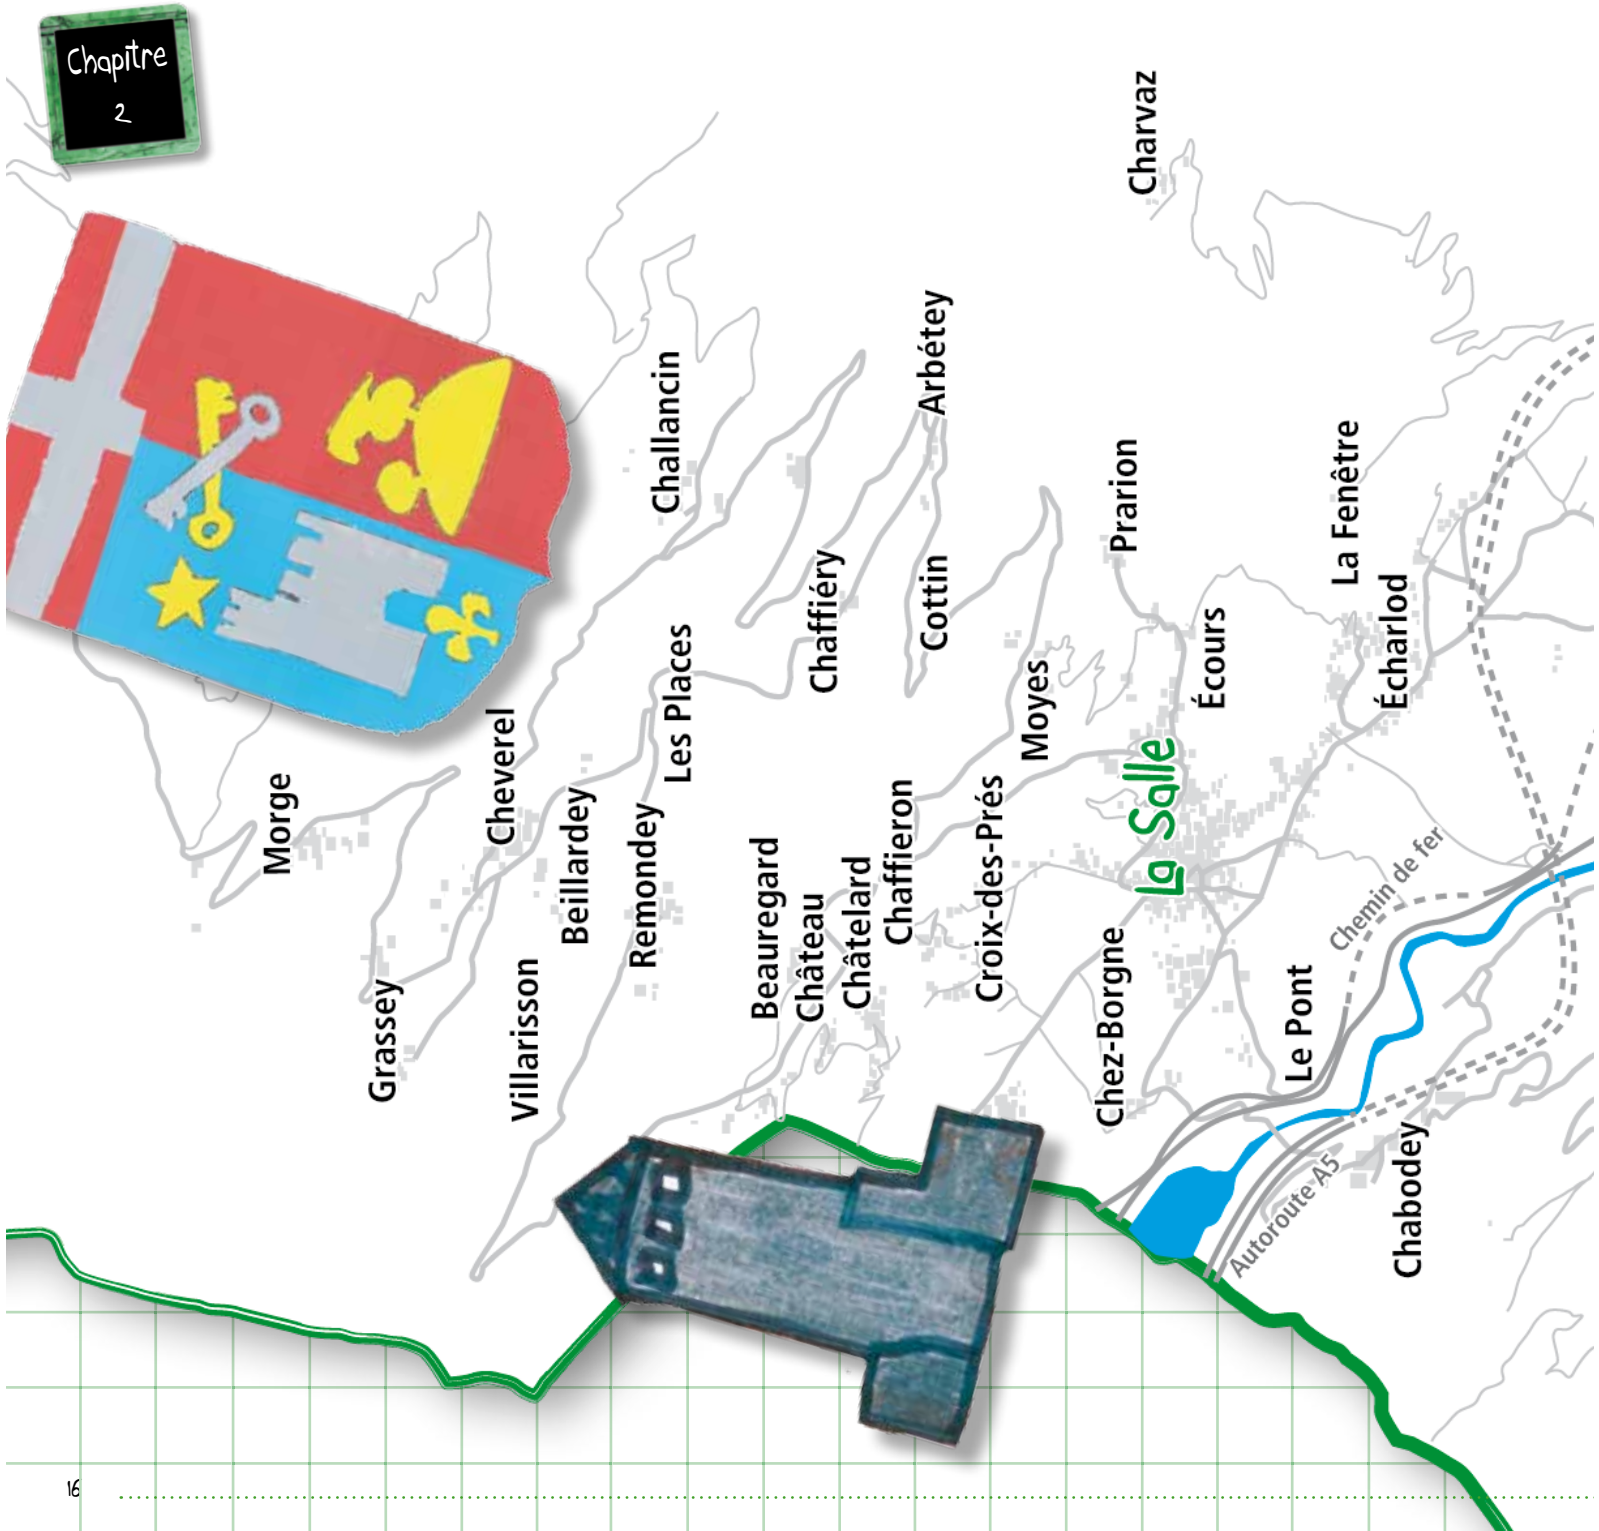 Chapitre
2
Charvaz
Arbétey
Challancin
La Fenêtre
Prarion
Chaffiéry
Cottin
Écharlod
Écours
Les Places
Moyes
Cheverel
La Salle
Morge
Beillardey
Remondey
Chaffieron
Croix-des-Prés
Beauregard
Châtelard
Château
Chemin de fer
Chez-Borgne
Villarisson
Le Pont
Grassey
Chabodey
Autoroute A5
16